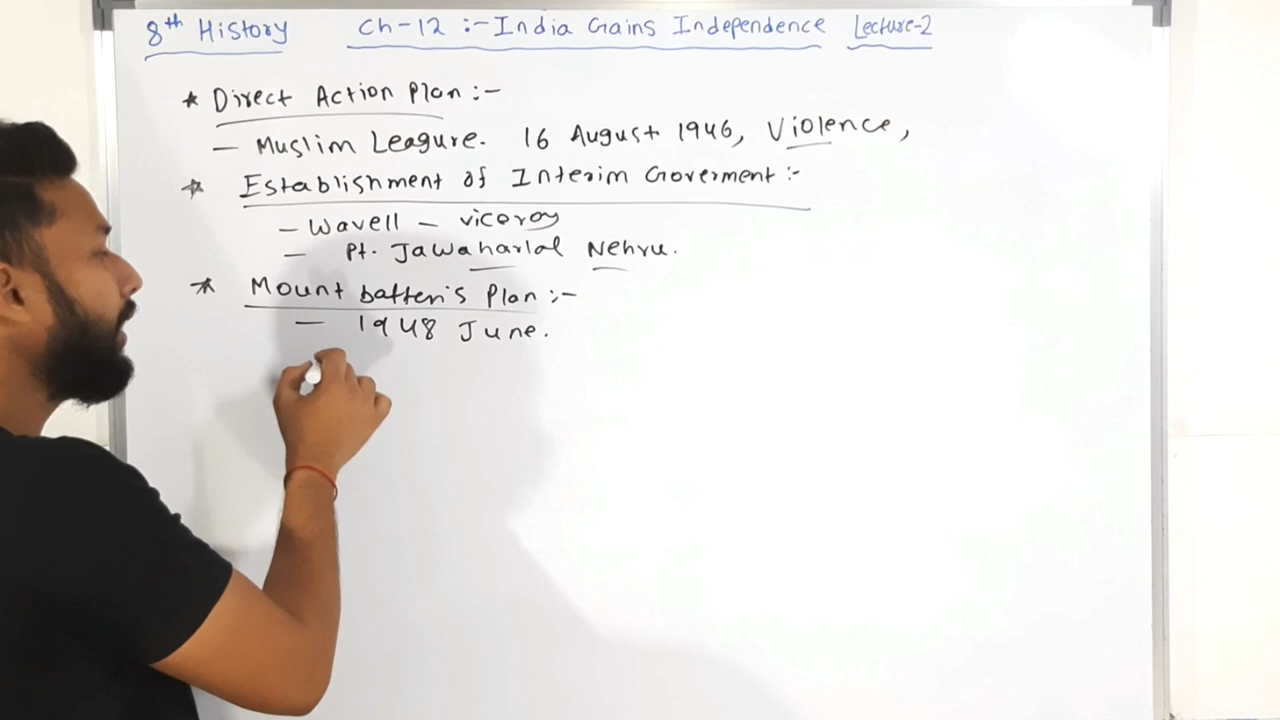 8th History Ch-12 :- India Gains Independence Lecture-2
* Direct Action Plan :-
- Muslim Leagure. 16 August 1946, Violence,
* Establishment of Interim Goverment :-
- Wavell - viceroy
- Pt. Jawaharlal Nehru.
* Mount batten's Plan :-
- 1948 June.